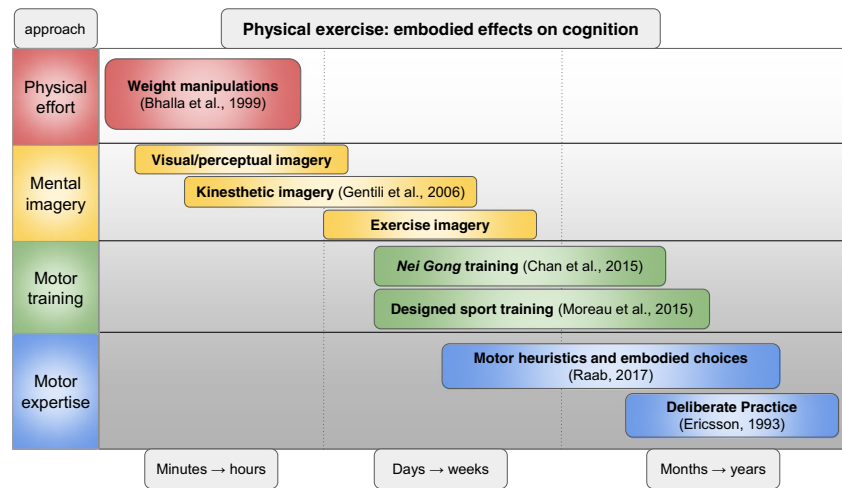 approach
Physical exercise: embodied effects on cognition
Physical
effort
Weight manipulations
(Bhalla et al., 1999)
Mental
imagery
Visual/perceptual imagery
Kinesthetic imagery (Gentili et al., 2006)
Exercise imagery
Motor
training
Nei Gong training (Chan et al., 2015)
Designed sport training (Moreau et al., 2015)
Motor
expertise
Motor heuristics and embodied choices
(Raab, 2017)
Deliberate Practice
(Ericsson, 1993)
Minutes → hours
Days → weeks
Months → years